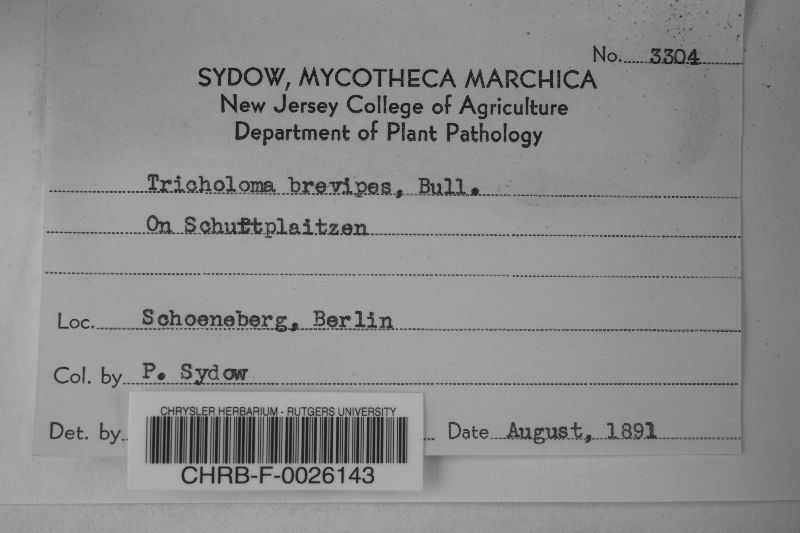 No. 3304
SYDOW, MYCOTHECA MARCHICA
New Jersey College of Agriculture
Department of Plant Pathology
Tricholoma brevipes, Bull.
On Schuttplaitzen
Loc. Schoeneberg, Berlin
Col. by P. Sydow
Det. by
Date August, 1891
CHRYSLER HERBARIUM - RUTGERS UNIVERSITY
CHRB-F-0026143